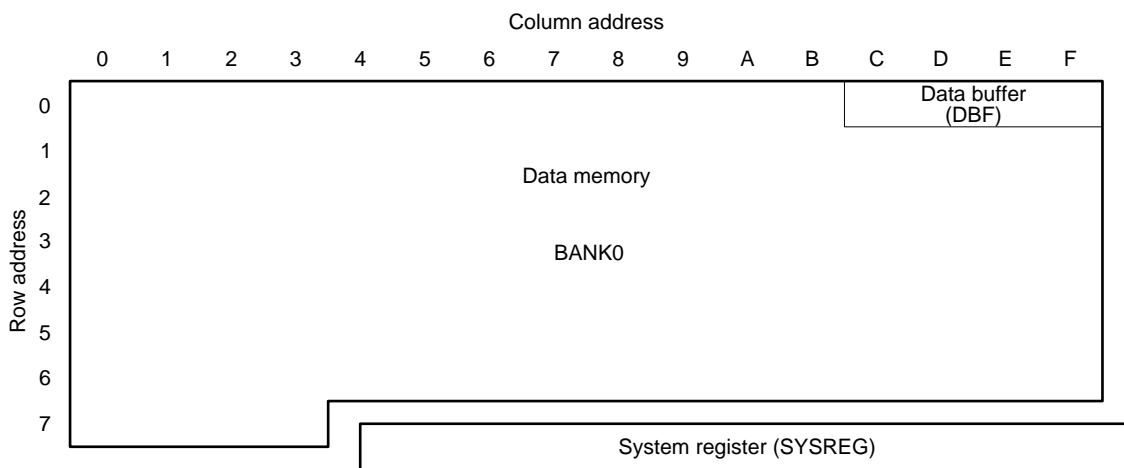 Column address
0 1 2 3 4 5 6 7 8 9 A B C D E F
Row address
0
1
2
3
4
5
6
7
Data buffer
(DBF)
Data memory
BANK0
System register (SYSREG)